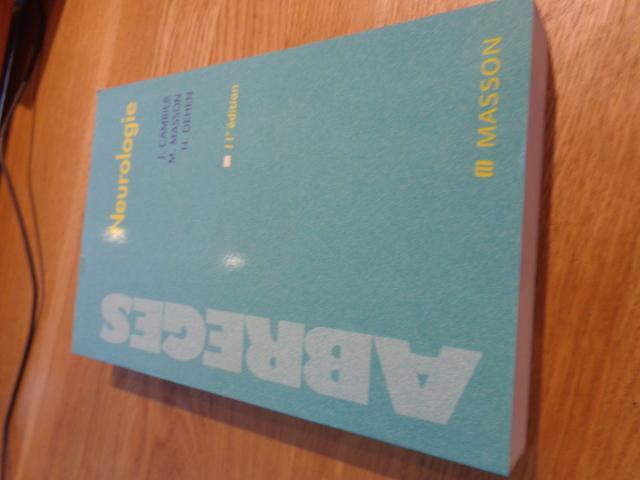 Neurologie
J. CAMBIER
M. MASSON
H. DEHEN
11e édition
ABREGES
MASSON